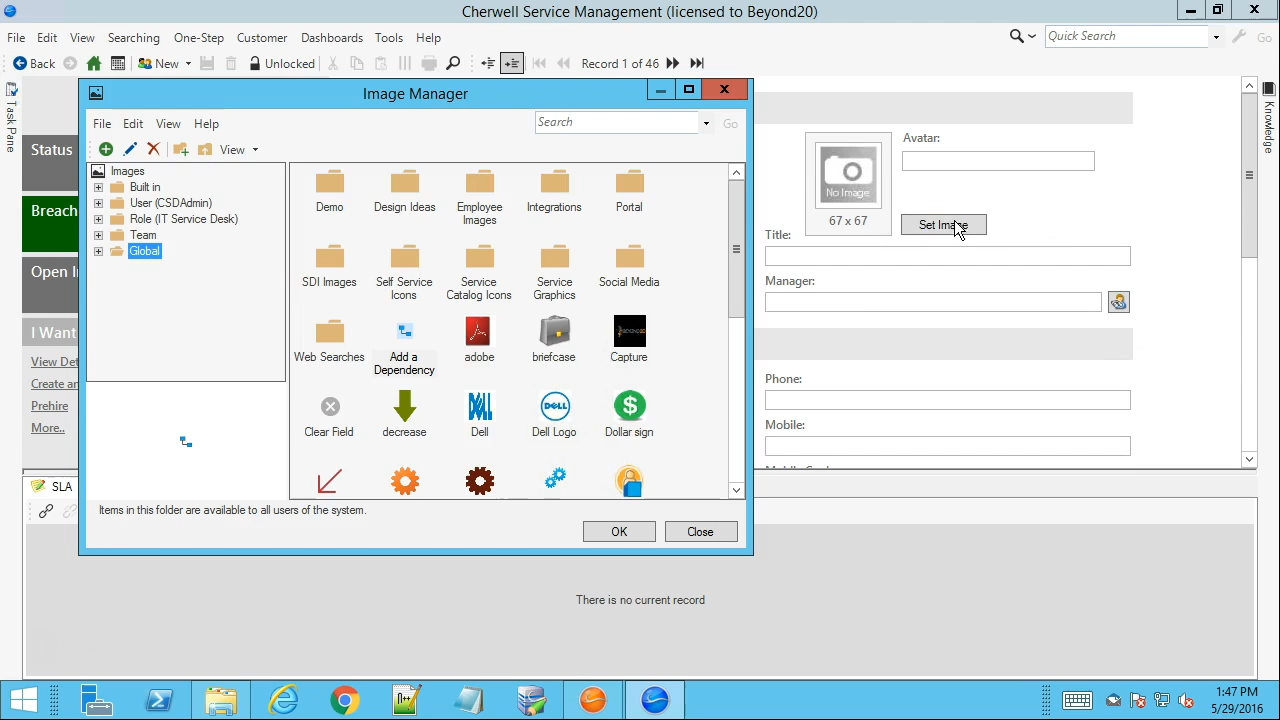 Cherwell Service Management (licensed to Beyond20)
File Edit View Searching One-Step Customer Dashboards Tools Help
Quick Search Go
Back New Unlocked Record 1 of 46
Task Pane
Knowledge
Status
Breach
Open I
I Want
View Det
Create an
Prehire
More..
Image Manager
File Edit View Help
Search Go
View
Images
Built in
User (CSDAdmin)
Role (IT Service Desk)
Team
Global
Demo Design Ideas Employee Images Integrations Portal
SDI Images Self Service Icons Service Catalog Icons Service Graphics Social Media
Web Searches Add a Dependency adobe briefcase Capture
Clear Field decrease Dell Dell Logo Dollar sign
Items in this folder are available to all users of the system.
OK Close
No Image
67 x 67
Avatar:
Set Image
Title:
Manager:
Phone:
Mobile:
SLA
There is no current record
1:47 PM
5/29/2016